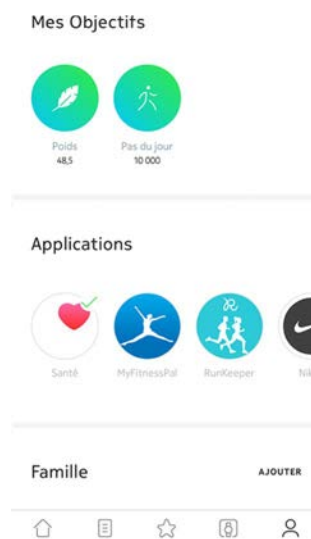 Mes Objectifs
Poids
Pas du jour
48,5
10 000
Applications
Santé
MyFitnessPal
RunKeeper
Famille
AJOUTER